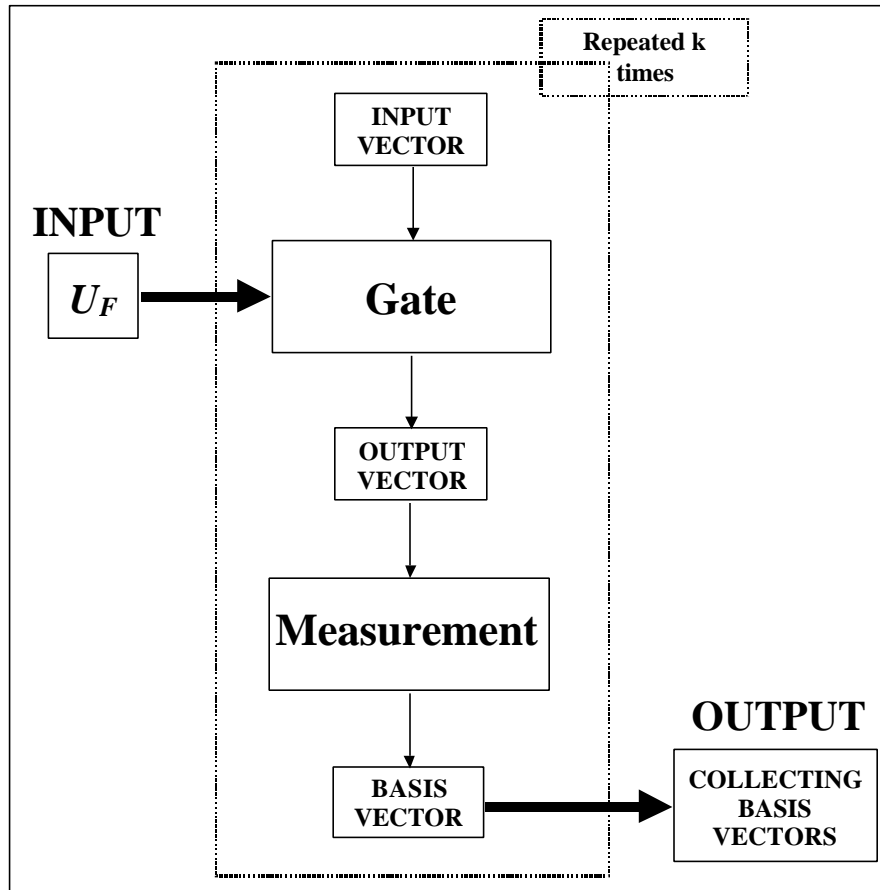 Repeated k
times
INPUT
VECTOR
INPUT
U_F
Gate
OUTPUT
VECTOR
Measurement
OUTPUT
BASIS
VECTOR
COLLECTING
BASIS
VECTORS